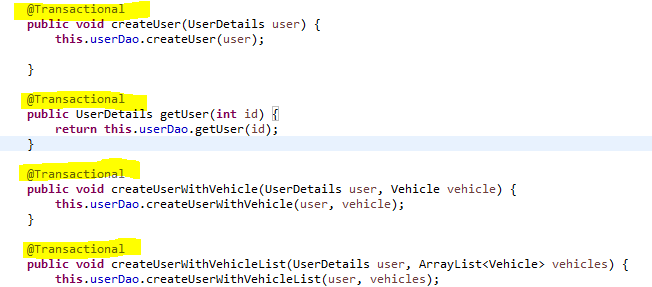 @Transactional
public void createUser(UserDetails user) {
this.userDao.createUser(user);
}
@Transactional
public UserDetails getUser(int id) {
return this.userDao.getUser(id);
}
@Transactional
public void createUserWithVehicle(UserDetails user, Vehicle vehicle) {
this.userDao.createUserWithVehicle(user, vehicle);
}
@Transactional
public void createUserWithVehicleList(UserDetails user, ArrayList<Vehicle> vehicles) {
this.userDao.createUserWithVehicleList(user, vehicles);